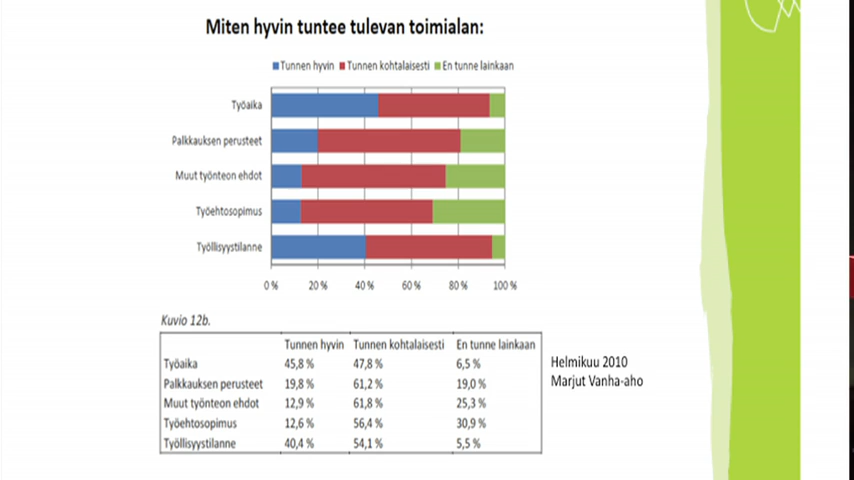 Miten hyvin tuntee tulevan toimialan:
Tunnen hyvin Tunnen kohtalaisesti En tunne lainkaan
Työaika
Palkkauksen perusteet
Muut työnteon ehdot
Työehtosopimus
Työllisyystilanne
0 % 20 % 40 % 60 % 80 % 100 %
Kuvio 12b.
Tunnen hyvin Tunnen kohtalaisesti En tunne lainkaan
Työaika 45,8 % 47,8 % 6,5 %
Palkkauksen perusteet 19,8 % 61,2 % 19,0 %
Muut työnteon ehdot 12,9 % 61,8 % 25,3 %
Työehtosopimus 12,6 % 56,4 % 30,9 %
Työllisyystilanne 40,4 % 54,1 % 5,5 %
Helmikuu 2010
Marjut Vanha-aho